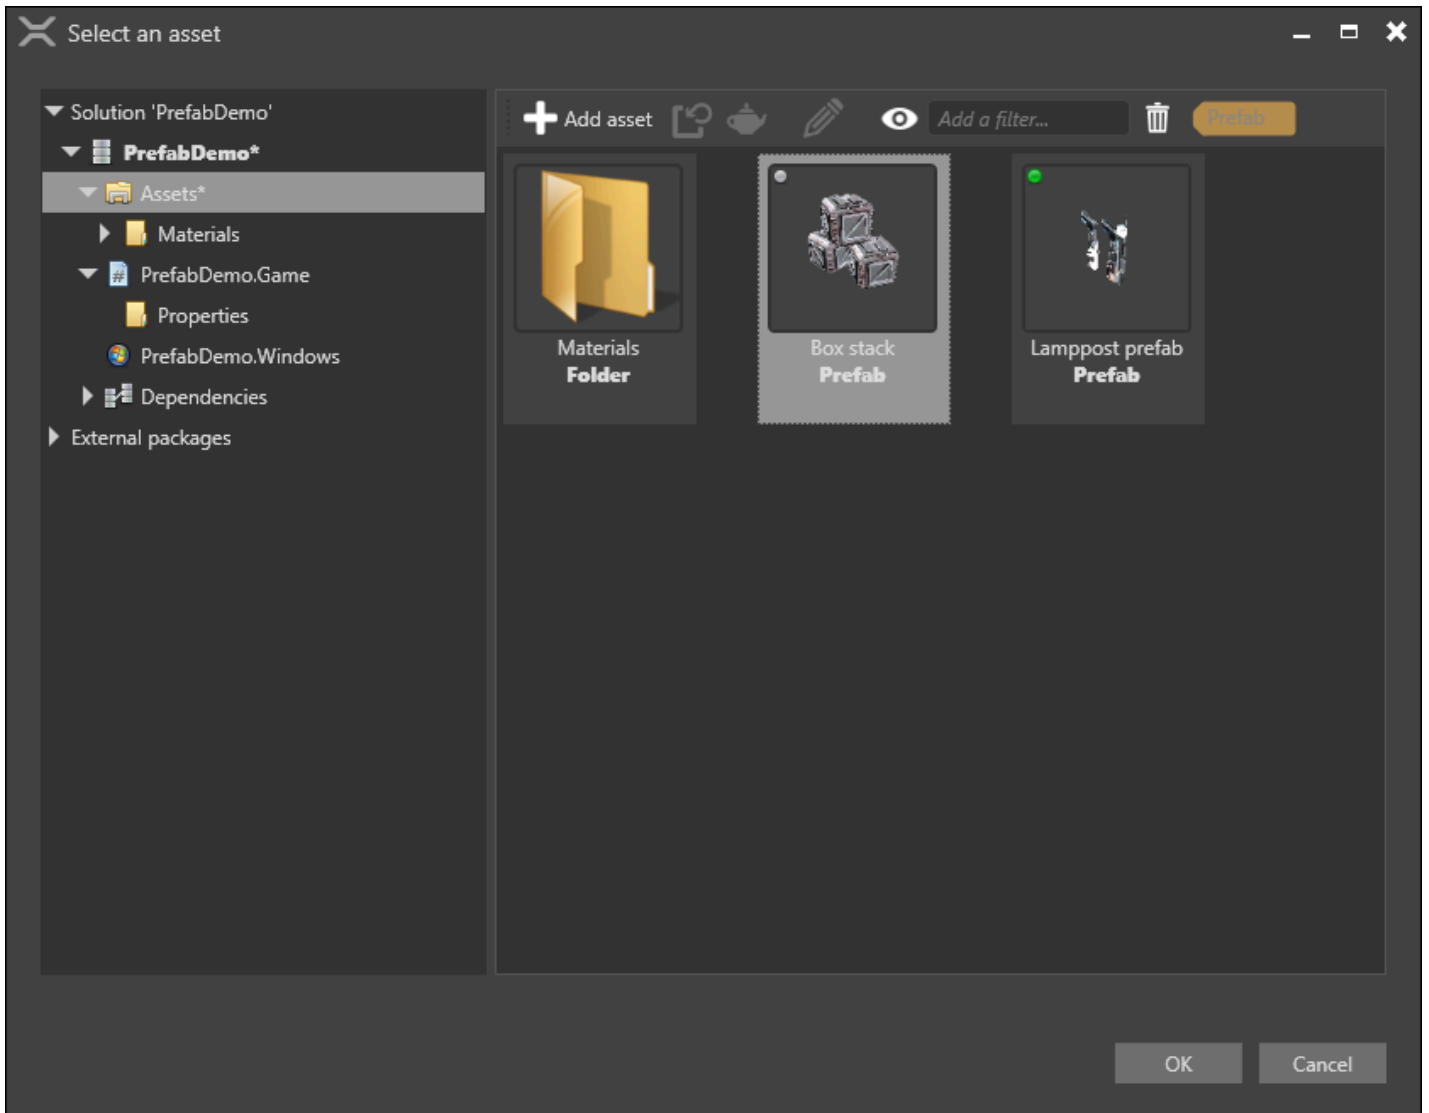 Select an asset
Solution 'PrefabDemo'
PrefabDemo*
Assets*
Materials
PrefabDemo.Game
Properties
PrefabDemo.Windows
Dependencies
External packages
Add asset
Add a filter...
Prefab
Materials
Folder
Box stack
Prefab
Lamppost prefab
Prefab
OK
Cancel